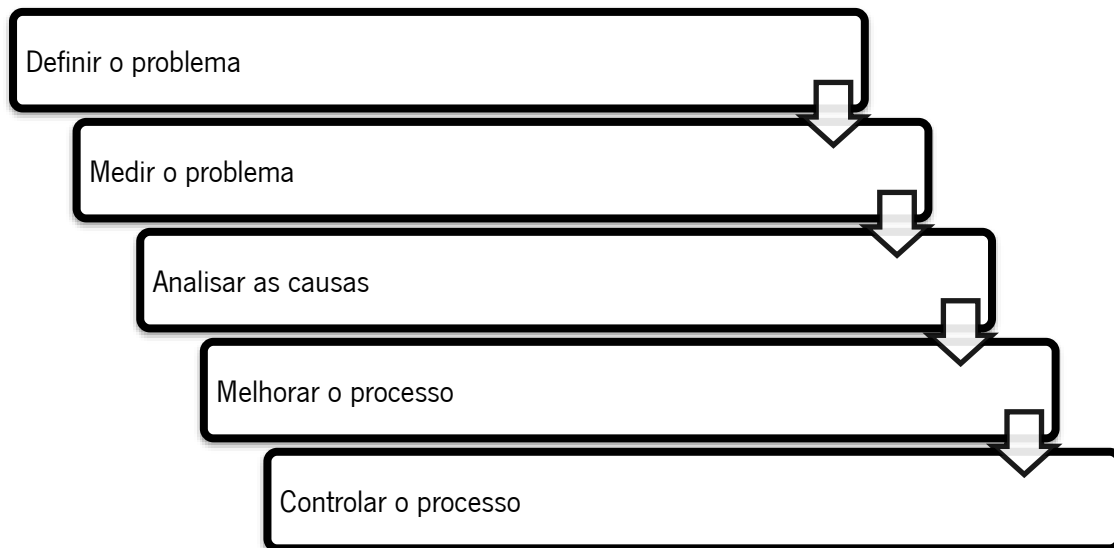 Definir o problema
Medir o problema
Analisar as causas
Melhorar o processo
Controlar o processo